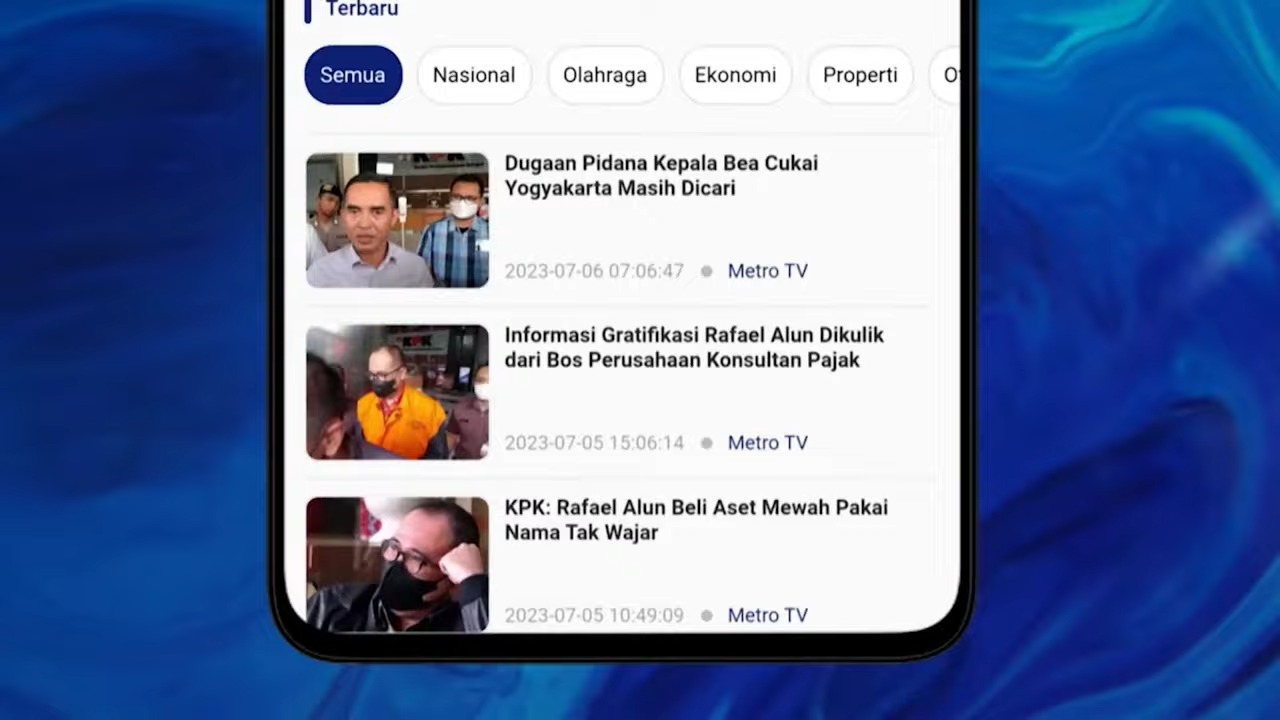 Terbaru
Semua
Nasional
Olahraga
Ekonomi
Properti
KPK
Dugaan Pidana Kepala Bea Cukai
Yogyakarta Masih Dicari
2023-07-06 07:06:47
Metro TV
KPK
Informasi Gratifikasi Rafael Alun Dikulik
dari Bos Perusahaan Konsultan Pajak
2023-07-05 15:06:14
Metro TV
KPK: Rafael Alun Beli Aset Mewah Pakai
Nama Tak Wajar
2023-07-05 10:49:09
Metro TV